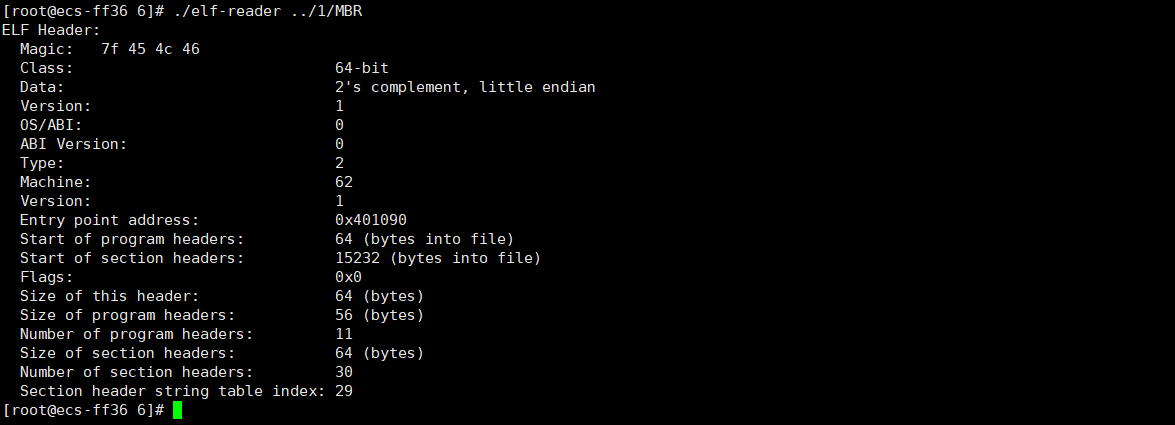 [root@ecs-ff36 6]# ./elf-reader ../1/MBR
ELF Header:
  Magic:   7f 45 4c 46
  Class:                             64-bit
  Data:                              2's complement, little endian
  Version:                           1
  OS/ABI:                            0
  ABI Version:                       0
  Type:                              2
  Machine:                           62
  Version:                           1
  Entry point address:               0x401090
  Start of program headers:          64 (bytes into file)
  Start of section headers:          15232 (bytes into file)
  Flags:                             0x0
  Size of this header:               64 (bytes)
  Size of program headers:           56 (bytes)
  Number of program headers:         11
  Size of section headers:           64 (bytes)
  Number of section headers:         30
  Section header string table index: 29
[root@ecs-ff36 6]#